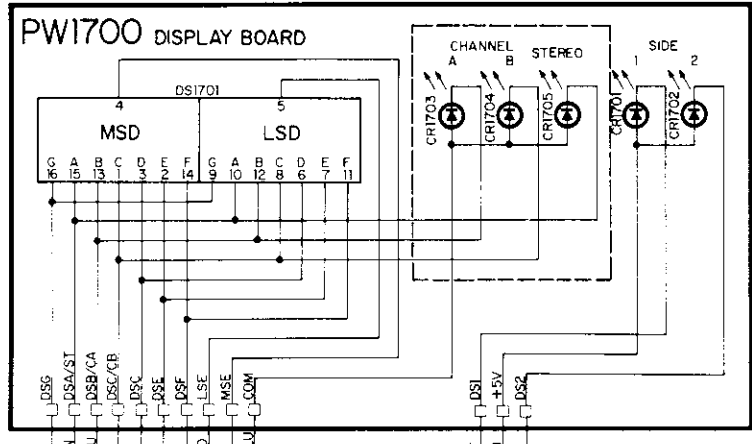 PW1700 DISPLAY BOARD
CHANNEL
A B STEREO
SIDE
1 2
CR1703 CR1704 CR1705 CR1701 CR1702
DS1701
4 5
MSD LSD
G A B C D E F G A B C D E F
16 15 13 1 3 2 14 9 10 12 8 6 7 11
DSG DSA/ST DSB/CA DSC/CB DSC DSE DSF LSE MSE COM DS1 +5V DS2